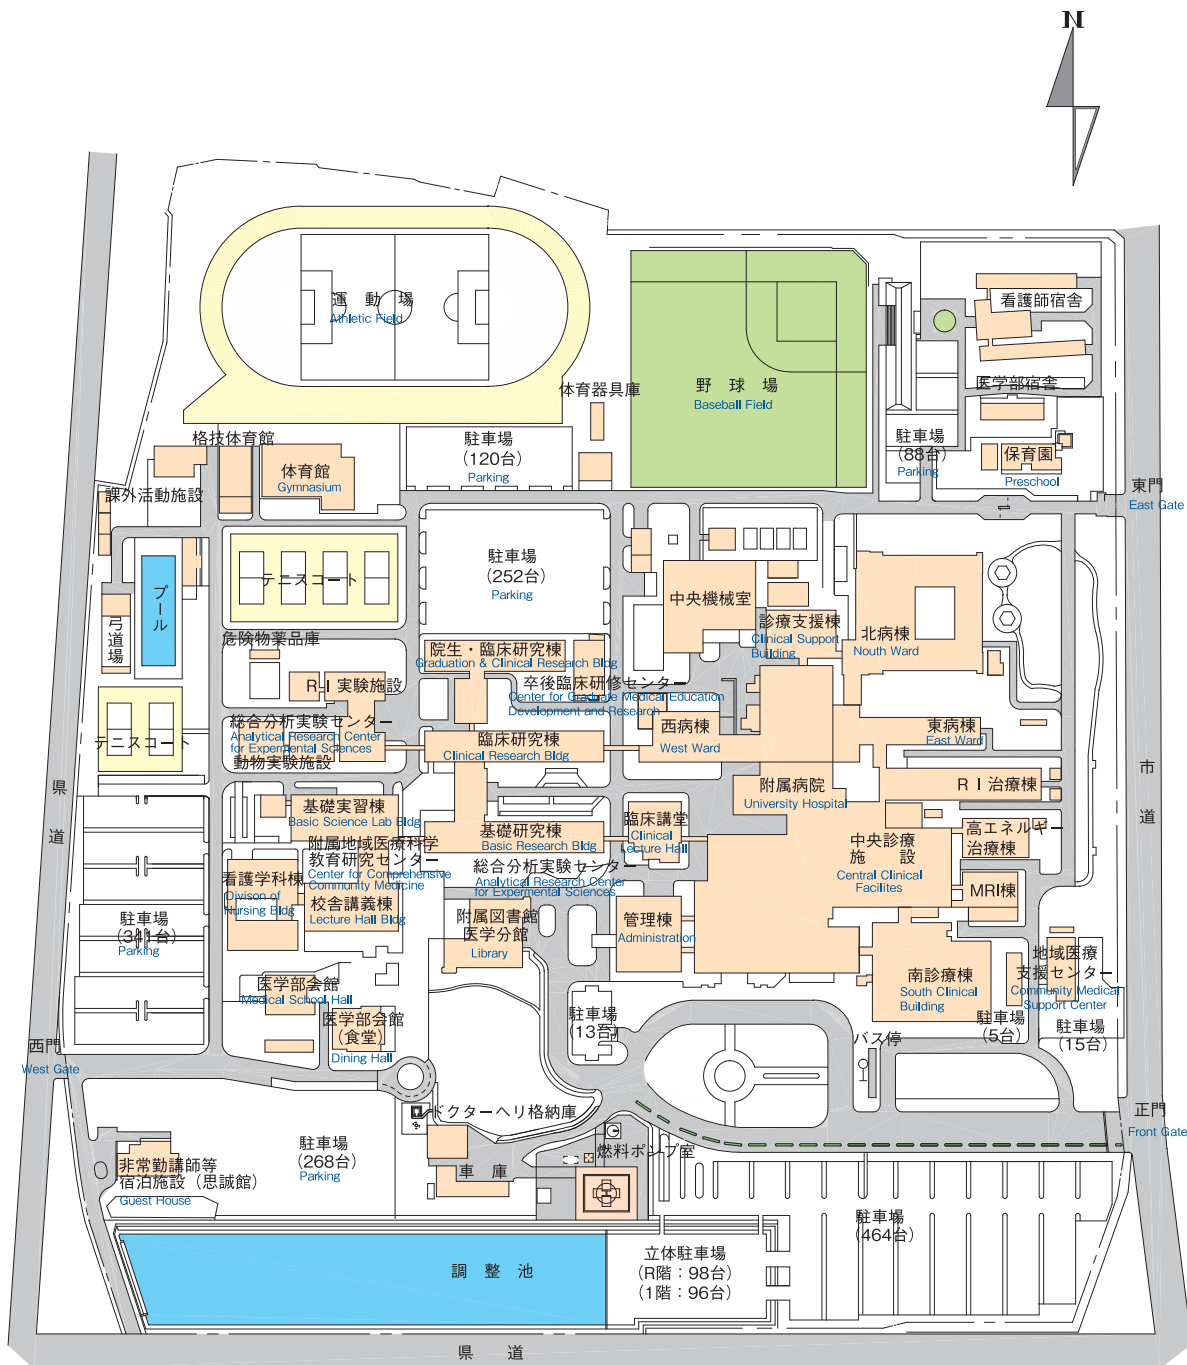 N
運動場
Athletic Field
体育器具庫
野球場
Baseball Field
看護師宿舎
医学部宿舎
格技体育館
体育館
Gymnasium
課外活動施設
駐車場
(120台)
Parking
駐車場
(88台)
Parking
保育園
Preschool
東門
East Gate
テニスコート
プール
弓道場
駐車場
(252台)
Parking
中央機械室
診療支援棟
Clinical Support
Building
北病棟
Nouth Ward
危険物薬品庫
院生・臨床研究棟
Graduation & Clinical Research Bldg
RI実験施設
卒後臨床研修センター
Center for Graduate Medical Education
Development and Research
総合分析実験センター
Analytical Research Center
for Expermental Sciences
動物実験施設
テニスコート
臨床研究棟
Clinical Research Bldg
西病棟
West Ward
東病棟
East Ward
県道
市道
附属病院
University Hospital
RI治療棟
基礎実習棟
Basic Science Lab Bldg
附属地域医療科学
教育研究センター
Center for Comprehensive
Community Medicine
基礎研究棟
Basic Research Bldg
臨床講堂
Clinical
Lecture Hall
中央診療
施設
Central Clinical
Facilites
高エネルギー
治療棟
総合分析実験センター
Analytical Research Center
for Expermental Sciences
看護学科棟
Divison of
Nursing Bldg
校舎講義棟
Lecture Hall Bldg
MRI棟
駐車場
(341台)
Parking
附属図書館
医学分館
Library
管理棟
Administration
南診療棟
South Clinical
Building
地域医療
支援センター
Community Medical
Support Center
医学部会館
Medical School Hall
医学部会館
(食堂)
Dining Hall
駐車場
(13台)
バス停
駐車場
(5台)
駐車場
(15台)
西門
West Gate
正門
Front Gate
ドクターヘリ格納庫
燃料ポンプ室
駐車場
(268台)
Parking
車庫
非常勤講師等
宿泊施設(思誠館)
Guest House
駐車場
(464台)
調整池
立体駐車場
(R階：98台)
(1階：96台)
県道